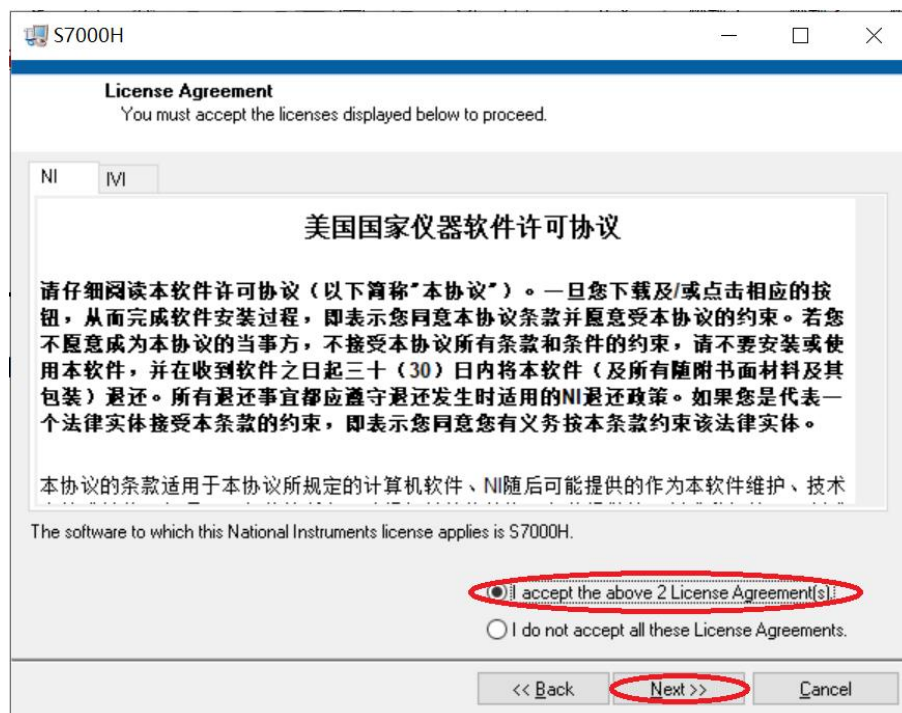 S7000H
License Agreement
You must accept the licenses displayed below to proceed.
NI
IVI
美国国家仪器软件许可协议
请仔细阅读本软件许可协议（以下简称"本协议"）。一旦您下载及/或点击相应的按
钮，从而完成软件安装过程，即表示您同意本协议条款并愿意受本协议的约束。若您
不愿意成为本协议的当事方，不接受本协议所有条款和条件的约束，请不要安装或使
用本软件，并在收到软件之日起三十（30）日内将本软件（及所有随附书面材料及其
包装）退还。所有退还事宜都应遵守退还发生时适用的NI退还政策。如果您是代表一
个法律实体接受本条款的约束，即表示您同意您有义务按本条款约束该法律实体。
本协议的条款适用于本协议所规定的计算机软件、NI随后可能提供的作为本软件维护、技术
The software to which this National Instruments license applies is S7000H.
I accept the above 2 License Agreement(s).
I do not accept all these License Agreements.
<< Back
Next >>
Cancel